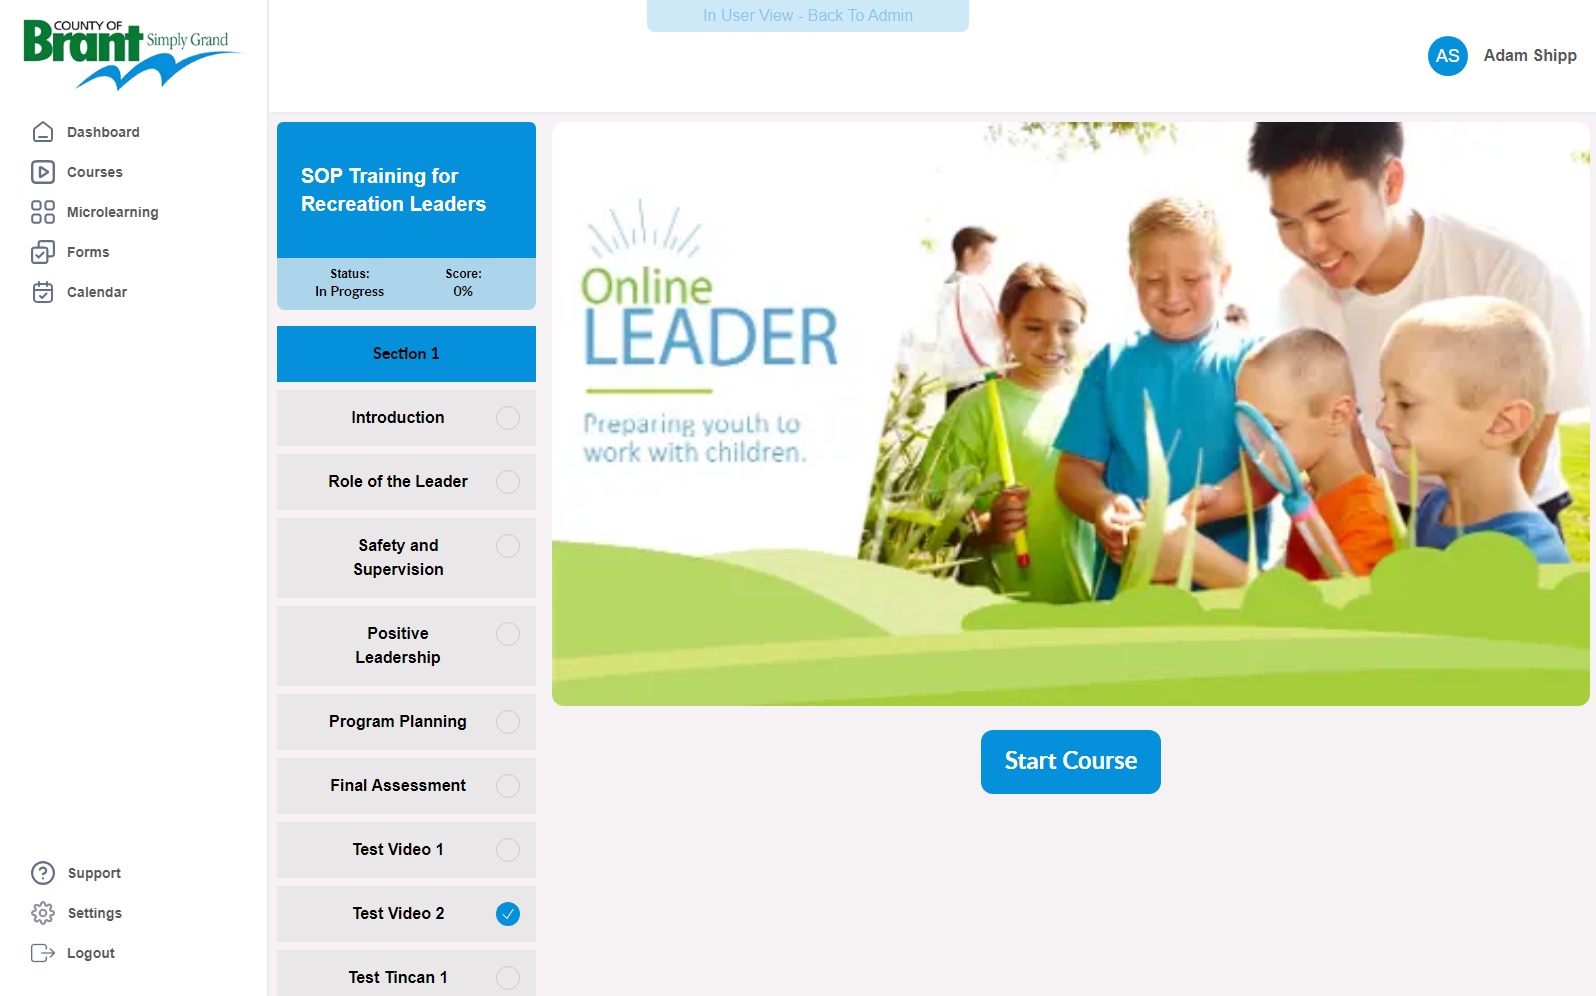 COUNTY OF
Brant Simply Grand
In User View - Back To Admin
AS Adam Shipp
Dashboard
Courses
Microlearning
Forms
Calendar
Support
Settings
Logout
SOP Training for
Recreation Leaders
Status: Score:
In Progress 0%
Section 1
Introduction
Role of the Leader
Safety and
Supervision
Positive
Leadership
Program Planning
Final Assessment
Test Video 1
Test Video 2
Test Tincan 1
Online
LEADER
Preparing youth to
work with children.
Start Course